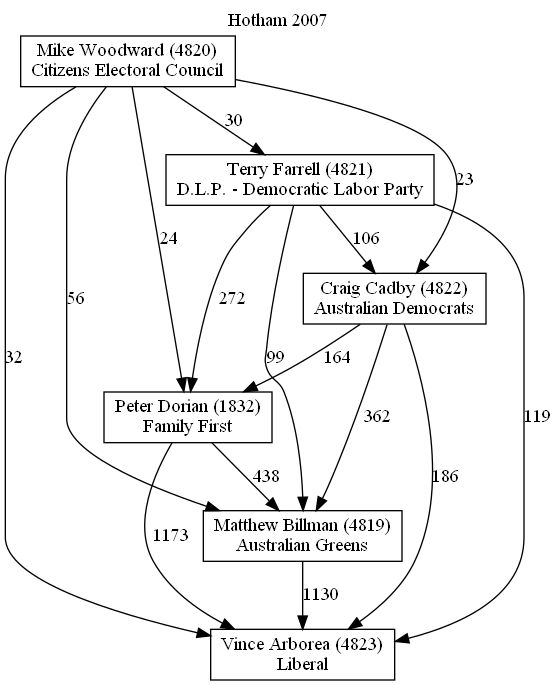 Hotham 2007
Mike Woodward (4820)
Citizens Electoral Council
30
Terry Farrell (4821)
D.L.P. - Democratic Labor Party
23
24
106
Craig Cadby (4822)
Australian Democrats
56
272
32
99
164
119
Peter Dorian (1832)
Family First
362
438
186
Matthew Billman (4819)
Australian Greens
1173
1130
Vince Arborea (4823)
Liberal